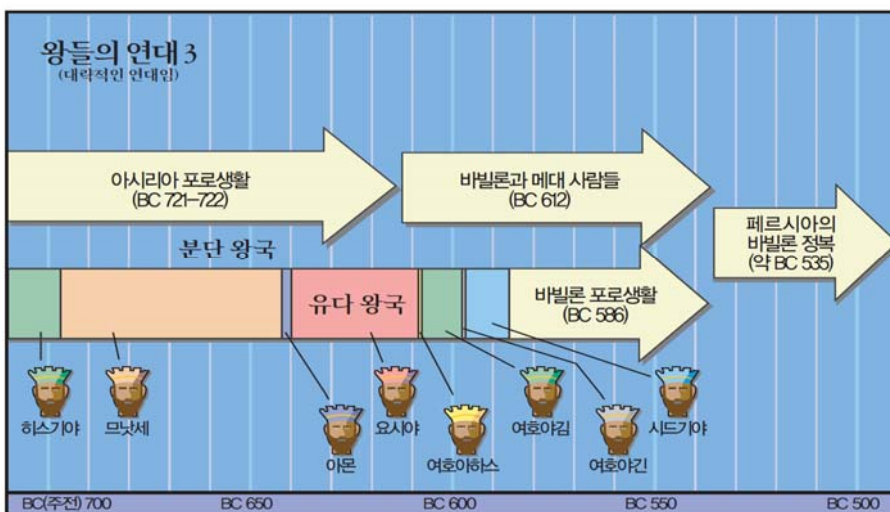 왕들의 연대 3
(대략적인 연대임)
아시리아 포로생활
(BC 721–722)
바빌론과 메대 사람들
(BC 612)
페르시아의
바빌론 정복
(약 BC 535)
분단 왕국
유다 왕국
바빌론 포로생활
(BC 586)
히스기야
므낫세
아몬
요시야
여호아하스
여호야김
여호야긴
시드기야
BC(주전) 700
BC 650
BC 600
BC 550
BC 500